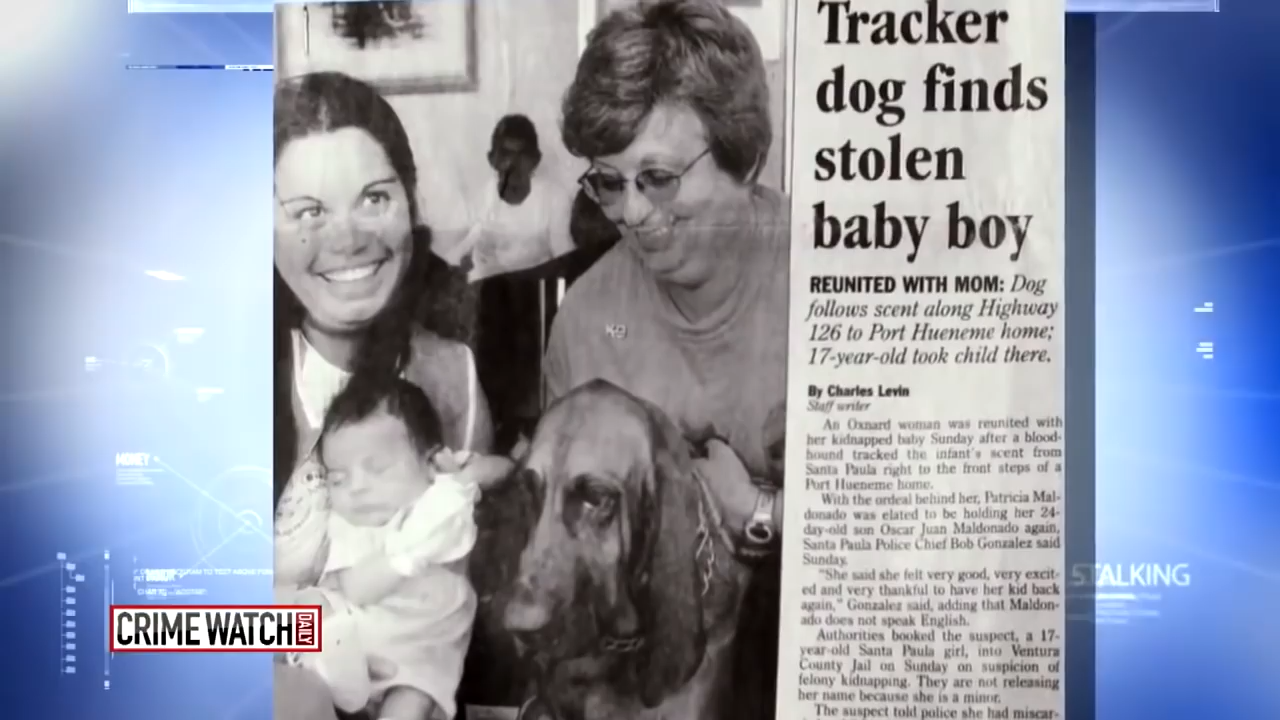 Tracker
dog finds
stolen
baby boy
REUNITED WITH MOM: Dog
follows scent along Highway
126 to Port Hueneme home;
17-year-old took child there.
By Charles Levin
Staff writer
An Oxnard woman was reunited with
her kidnapped baby Sunday after a blood-
hound tracked the infant's scent from
Santa Paula right to the front steps of a
Port Hueneme home.
With the ordeal behind her, Patricia Mal-
donado was elated to be holding her 24-
day-old son Oscar Juan Maldonado again,
Santa Paula Police Chief Bob Gonzalez said
Sunday.
"She said she felt very good, very excit-
ed and very thankful to have her kid back
again," Gonzalez said, adding that Maldon-
ado does not speak English.
Authorities booked the suspect, a 17-
year-old Santa Paula girl, into Ventura
County Jail on Sunday on suspicion of
felony kidnapping. They are not releasing
her name because she is a minor.
The suspect told police she had miscar-
K-9
MONEY
STALKING
CRIME WATCH DAILY